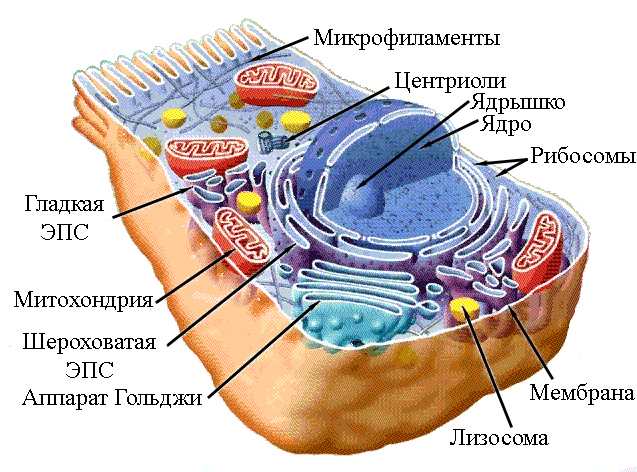 Микрофиламенты
Центриоли
Ядрышко
Ядро
Рибосомы
Гладкая
ЭПС
Митохондрия
Шероховатая
ЭПС
Аппарат Гольджи
Мембрана
Лизосома